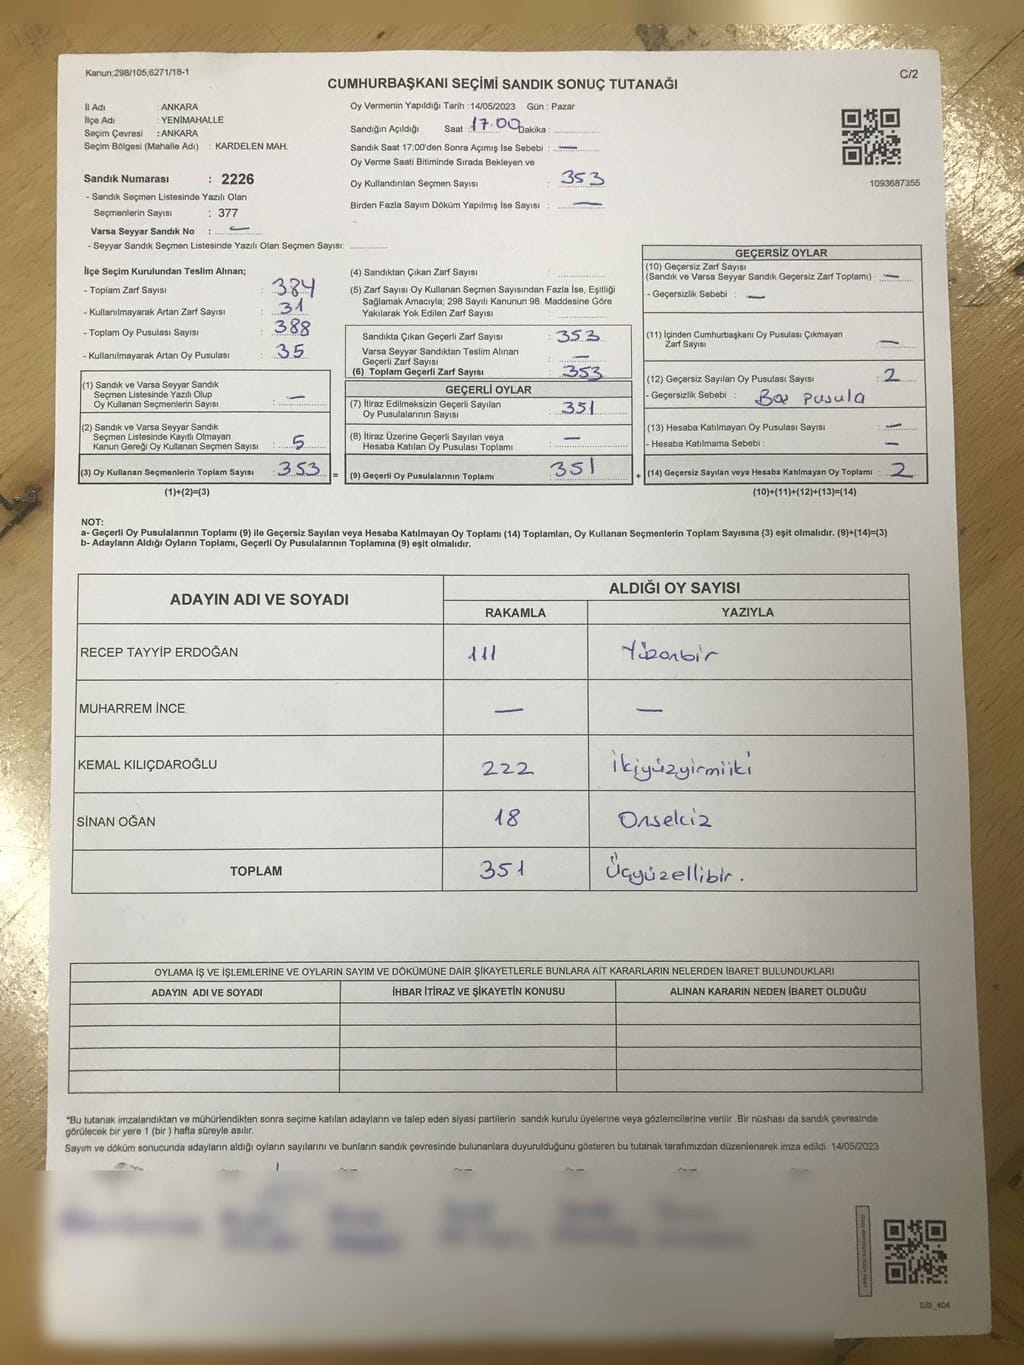 Kanun;298/105,6271/18-1
C/2
CUMHURBAŞKANI SEÇİMİ SANDIK SONUÇ TUTANAĞI
İl Adı : ANKARA
İlçe Adı : YENİMAHALLE
Seçim Çevresi : ANKARA
Seçim Bölgesi (Mahalle Adı) : KARDELEN MAH.
Sandık Numarası : 2226
- Sandık Seçmen Listesinde Yazılı Olan
Seçmenlerin Sayısı : 377
Varsa Seyyar Sandık No : —
- Seyyar Sandık Seçmen Listesinde Yazılı Olan Seçmen Sayısı:
Oy Vermenin Yapıldığı Tarih :14/05/2023 Gün : Pazar
Sandığın Açıldığı Saat : 17.00 Dakika :
Sandık Saat 17:00'den Sonra Açımış İse Sebebi : —
Oy Verme Saati Bitiminde Sırada Bekleyen ve
Oy Kullandırılan Seçmen Sayısı : 353
Birden Fazla Sayım Döküm Yapılmış İse Sayısı : —
1093687355
İlçe Seçim Kurulundan Teslim Alınan;
- Toplam Zarf Sayısı : 384
- Kullanılmayarak Artan Zarf Sayısı : 31
- Toplam Oy Pusulası Sayısı : 388
- Kullanılmayarak Artan Oy Pusulası : 35
(1) Sandık ve Varsa Seyyar Sandık
Seçmen Listesinde Yazılı Olup
Oy Kullanan Seçmenlerin Sayısı : —
(2) Sandık ve Varsa Seyyar Sandık
Seçmen Listesinde Kayıtlı Olmayan
Kanun Gereği Oy Kullanan Seçmen Sayısı : 5
(3) Oy Kullanan Seçmenlerin Toplam Sayısı : 353 =
(1)+(2)=(3)
(4) Sandıktan Çıkan Zarf Sayısı :
(5) Zarf Sayısı Oy Kullanan Seçmen Sayısından Fazla İse, Eşitliği
Sağlamak Amacıyla; 298 Sayılı Kanunun 98. Maddesine Göre
Yakılarak Yok Edilen Zarf Sayısı :
Sandıkta Çıkan Geçerli Zarf Sayısı : 353
Varsa Seyyar Sandıktan Teslim Alınan
Geçerli Zarf Sayısı : —
(6) Toplam Geçerli Zarf Sayısı : 353
GEÇERLİ OYLAR
(7) İtiraz Edilmeksizin Geçerli Sayılan
Oy Pusulalarının Sayısı : 351
(8) İtiraz Üzerine Geçerli Sayılan veya
Hesaba Katılan Oy Pusulası Toplamı : —
(9) Geçerli Oy Pusulalarının Toplamı : 351 +
GEÇERSİZ OYLAR
(10) Geçersiz Zarf Sayısı
(Sandık ve Varsa Seyyar Sandık Geçersiz Zarf Toplamı) : —
- Geçersizlik Sebebi : —
(11) İçinden Cumhurbaşkanı Oy Pusulası Çıkmayan
Zarf Sayısı : —
(12) Geçersiz Sayılan Oy Pusulası Sayısı : 2
- Geçersizlik Sebebi : Boş pusula
(13) Hesaba Katılmayan Oy Pusulası Sayısı : —
- Hesaba Katılmama Sebebi : —
(14) Geçersiz Sayılan veya Hesaba Katılmayan Oy Toplamı : 2
(10)+(11)+(12)+(13)=(14)
NOT:
a- Geçerli Oy Pusulalarının Toplamı (9) ile Geçersiz Sayılan veya Hesaba Katılmayan Oy Toplamı (14) Toplamları, Oy Kullanan Seçmenlerin Toplam Sayısına (3) eşit olmalıdır. (9)+(14)=(3)
b- Adayların Aldığı Oyların Toplamı, Geçerli Oy Pusulalarının Toplamına (9) eşit olmalıdır.
ADAYIN ADI VE SOYADI
ALDIĞI OY SAYISI
RAKAMLA YAZIYLA
RECEP TAYYİP ERDOĞAN 111 Yüzonbir
MUHARREM İNCE — —
KEMAL KILIÇDAROĞLU 222 İkiyüzyirmiiki
SİNAN OĞAN 18 Onsekiz
TOPLAM 351 Üçyüzellibir.
OYLAMA İŞ VE İŞLEMLERİNE VE OYLARIN SAYIM VE DÖKÜMÜNE DAİR ŞİKAYETLERLE BUNLARA AİT KARARLARIN NELERDEN İBARET BULUNDUKLARI
ADAYIN ADI VE SOYADI İHBAR İTİRAZ VE ŞİKAYETİN KONUSU ALINAN KARARIN NEDEN İBARET OLDUĞU
*Bu tutanak imzalandıktan ve mühürlendikten sonra seçime katılan adayların ve talep eden siyasi partilerin sandık kurulu üyelerine veya gözlemcilerine verilir .Bir nüshası da sandık çevresinde
görülecek bir yere 1 (bir ) hafta süreyle asılır.
Sayım ve döküm sonucunda adayların aldığı oyların sayılarını ve bunların sandık çevresinde bulunanlara duyurulduğunu gösteren bu tutanak tarafımızdan düzenlenerek imza edildi. 14/05/2023
SSI_404